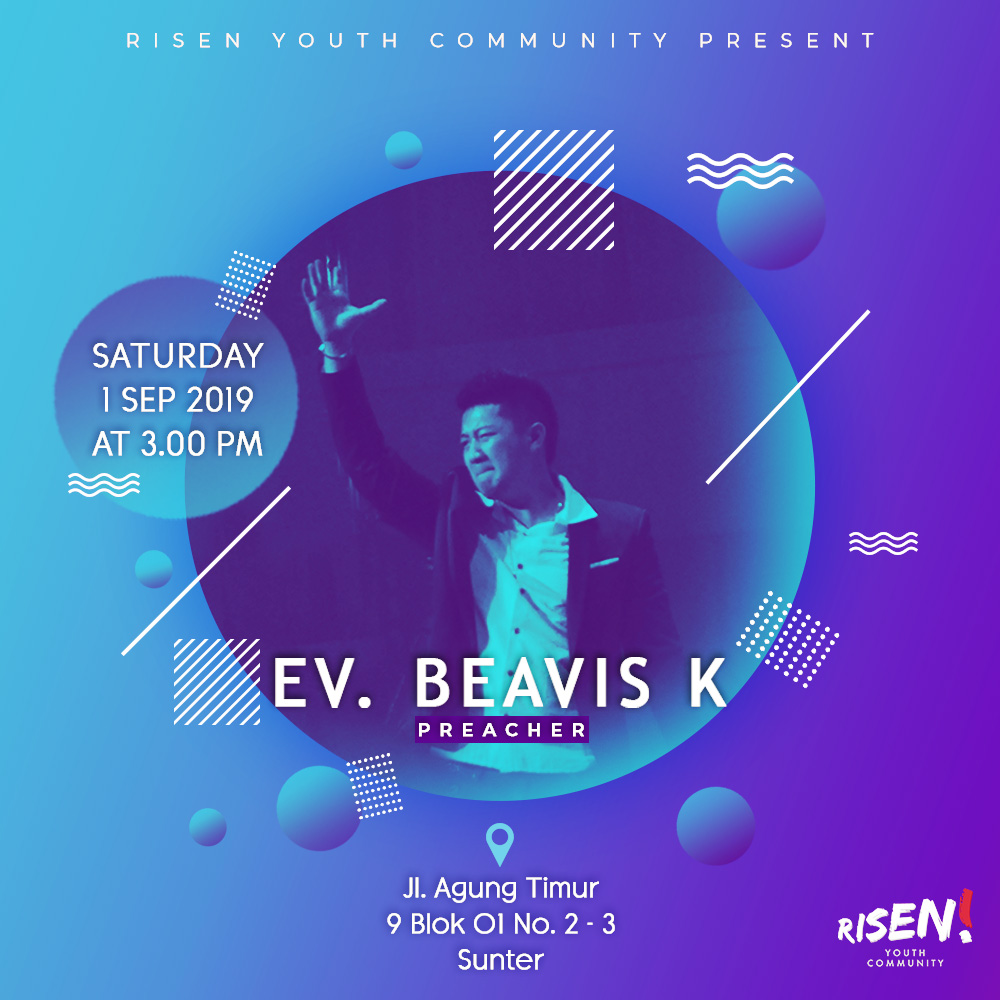 RISEN YOUTH COMMUNITY PRESENT
SATURDAY
1 SEP 2019
AT 3.00 PM
EV. BEAVIS K
PREACHER
Jl. Agung Timur
9 Blok O1 No. 2 - 3
Sunter
RISEN!
YOUTH
COMMUNITY